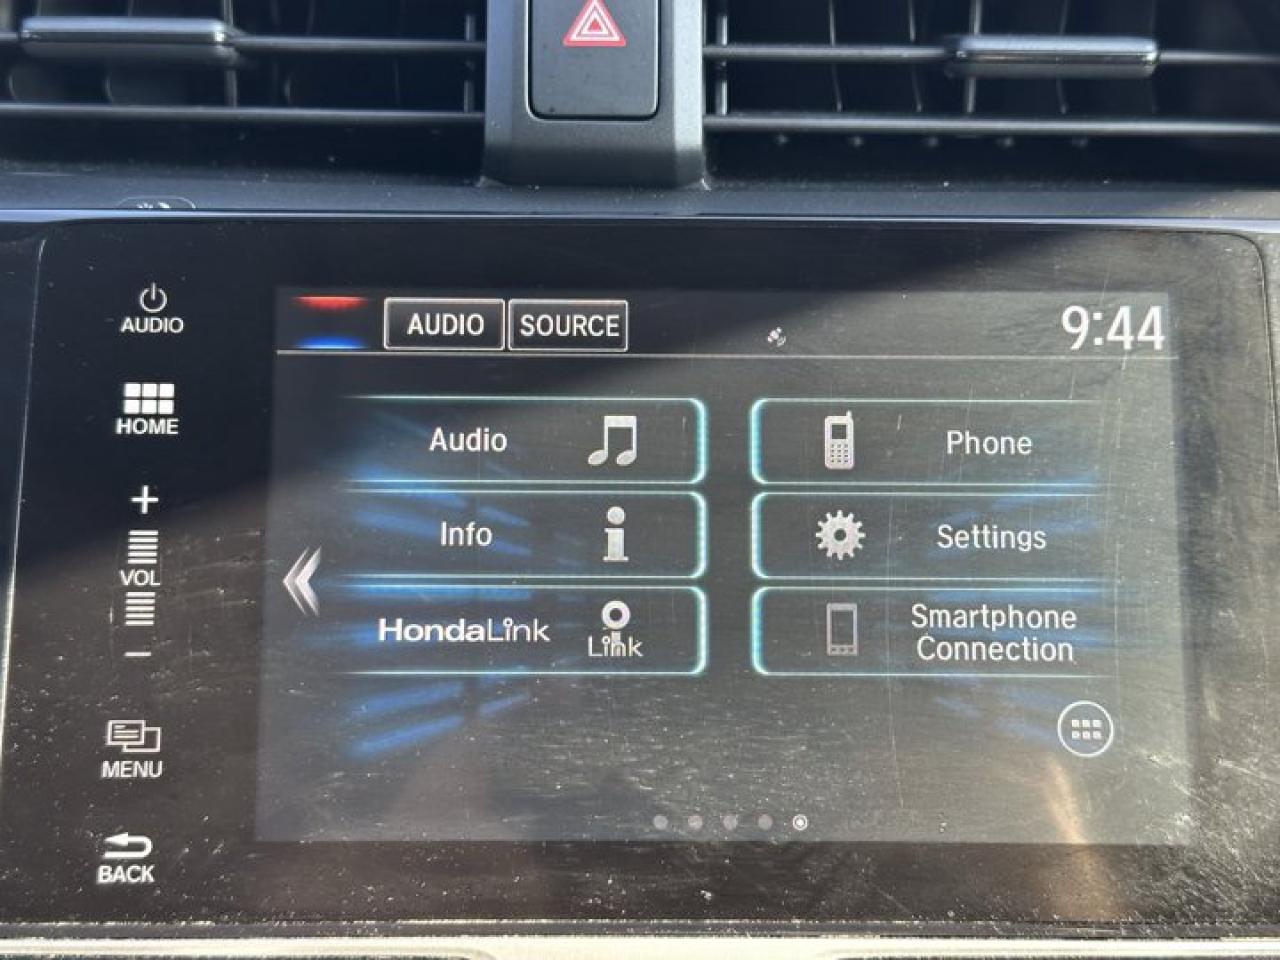 AUDIO
AUDIO SOURCE 9:44
HOME
Audio
Phone
VOL
Info
Settings
HondaLink
Link
Smartphone
Connection
MENU
BACK